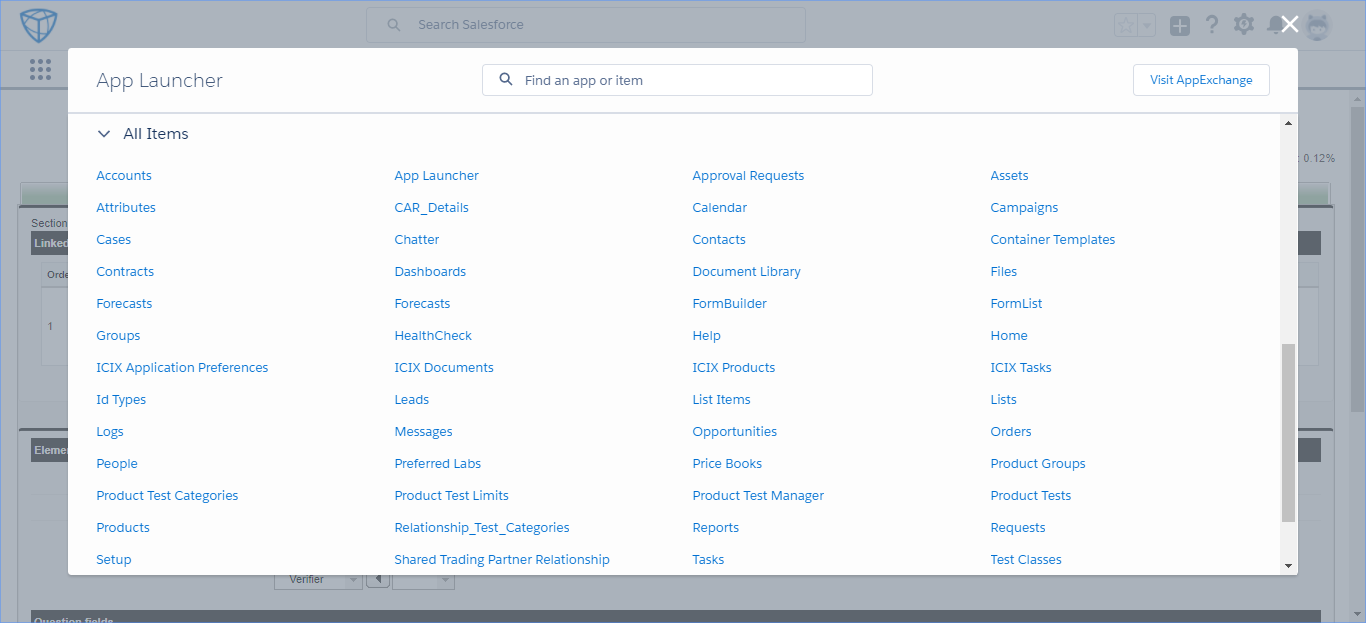 Search Salesforce
App Launcher
Find an app or item
Visit AppExchange
All Items
: 0.12%
Accounts App Launcher Approval Requests Assets
Attributes CAR_Details Calendar Campaigns
Section
Cases Chatter Contacts Container Templates
Linked
Contracts Dashboards Document Library Files
Orde
Forecasts Forecasts FormBuilder FormList
1
Groups HealthCheck Help Home
ICIX Application Preferences ICIX Documents ICIX Products ICIX Tasks
Id Types Leads List Items Lists
Logs Messages Opportunities Orders
Eleme
People Preferred Labs Price Books Product Groups
Product Test Categories Product Test Limits Product Test Manager Product Tests
Products Relationship_Test_Categories Reports Requests
Setup Shared Trading Partner Relationship Tasks Test Classes
Verifier
Question fields